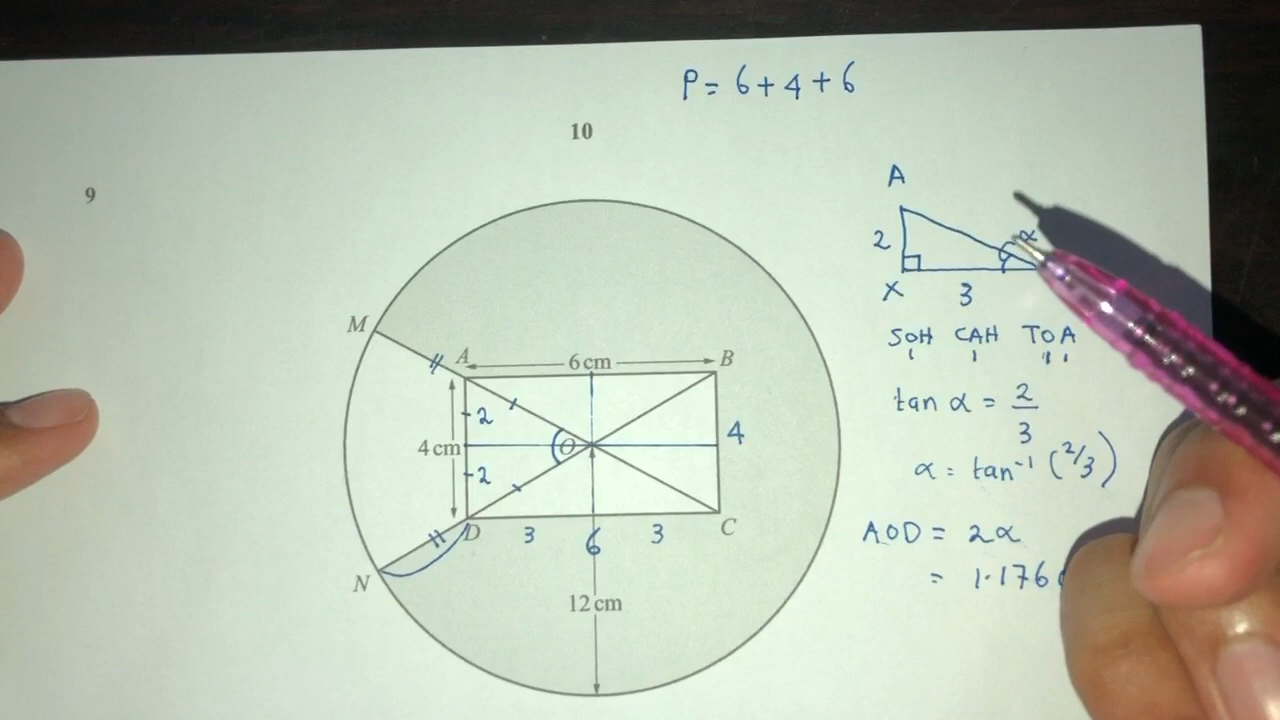 P = 6 + 4 + 6
10
9
A
2
α
X
3
SOH CAH TOA
tan α = 2/3
α = tan⁻¹ (2/3)
AOD = 2α
= 1.176
M
A
6 cm
B
2
4 cm
O
4
2
D
3
6
3
C
N
12 cm